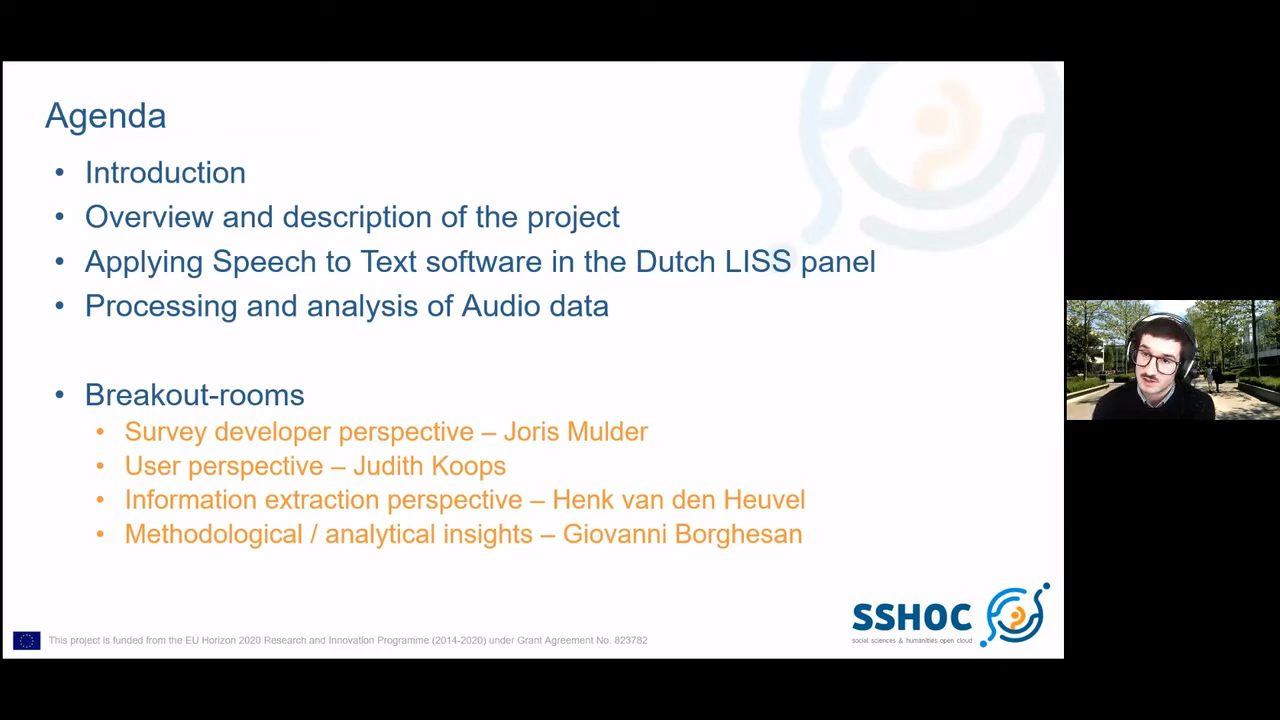 Agenda
• Introduction
• Overview and description of the project
• Applying Speech to Text software in the Dutch LISS panel
• Processing and analysis of Audio data
• Breakout-rooms
• Survey developer perspective – Joris Mulder
• User perspective – Judith Koops
• Information extraction perspective – Henk van den Heuvel
• Methodological / analytical insights – Giovanni Borghesan
SSHOC
social sciences & humanities open cloud
This project is funded from the EU Horizon 2020 Research and Innovation Programme (2014-2020) under Grant Agreement No. 823782